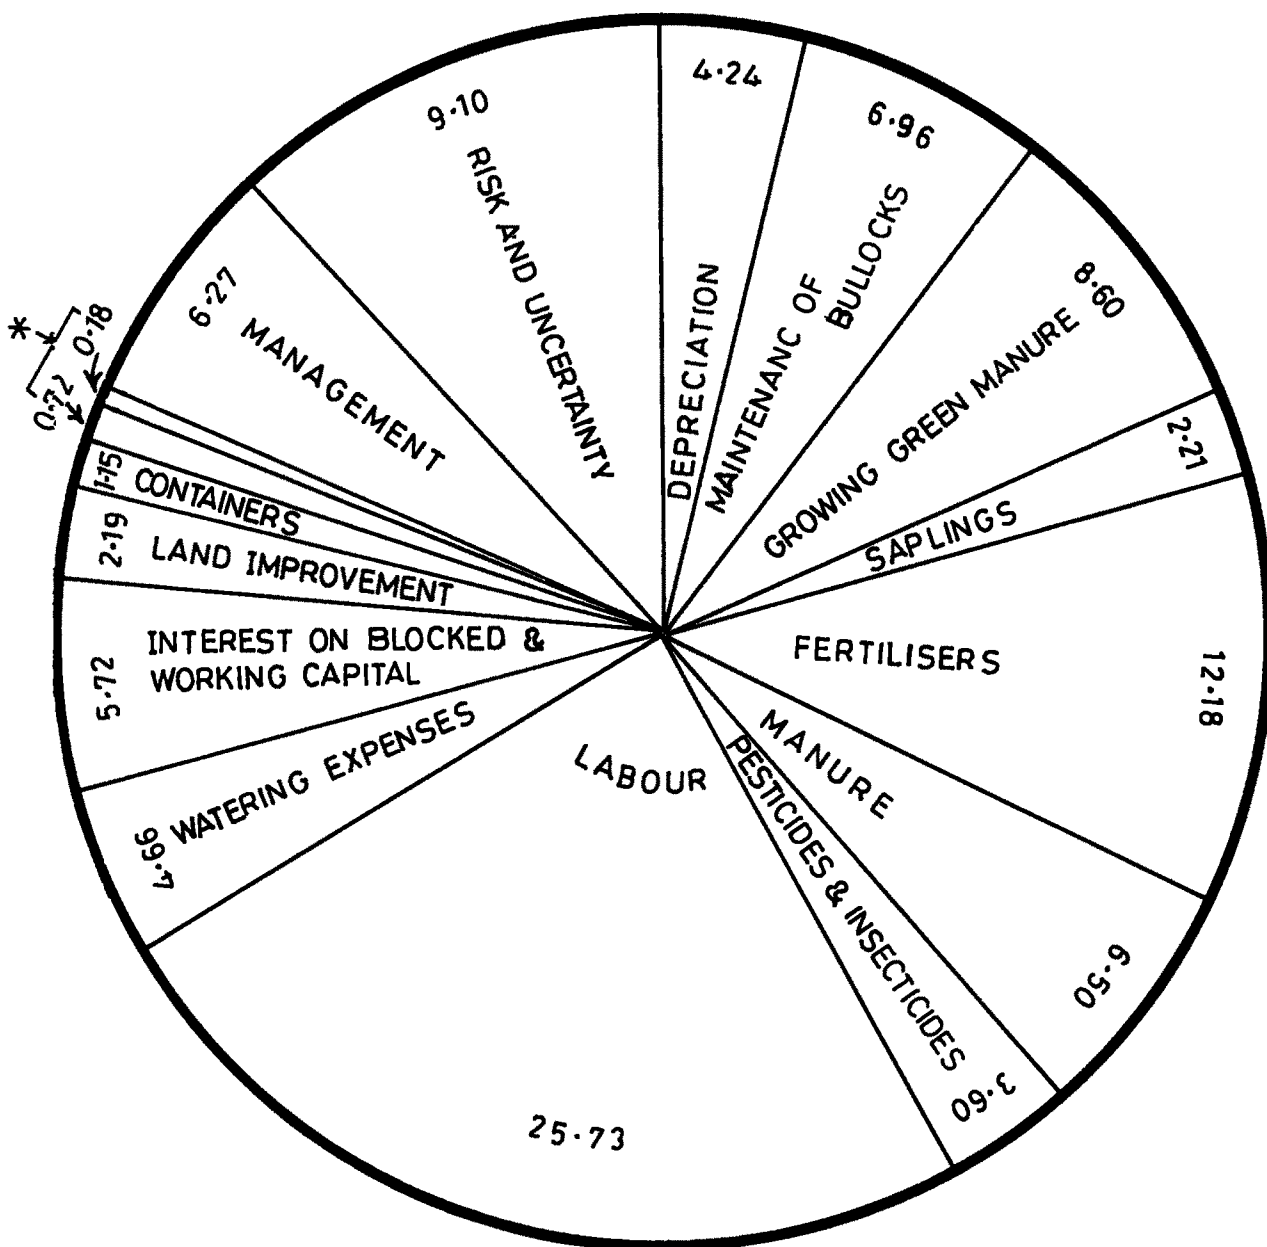 4·24
DEPRECIATION
6·96
MAINTENANC OF
BULLOCKS
8·60
GROWING GREEN MANURE
2·21
SAPLINGS
12·18
FERTILISERS
6·50
MANURE
3·60
PESTICIDES & INSECTICIDES
25·73
LABOUR
4·66
WATERING EXPENSES
5·72
INTEREST ON BLOCKED &
WORKING CAPITAL
2·19
LAND IMPROVEMENT
1·15
CONTAINERS
0·72
*
0·18
6·27
MANAGEMENT
9·10
RISK AND UNCERTAINTY